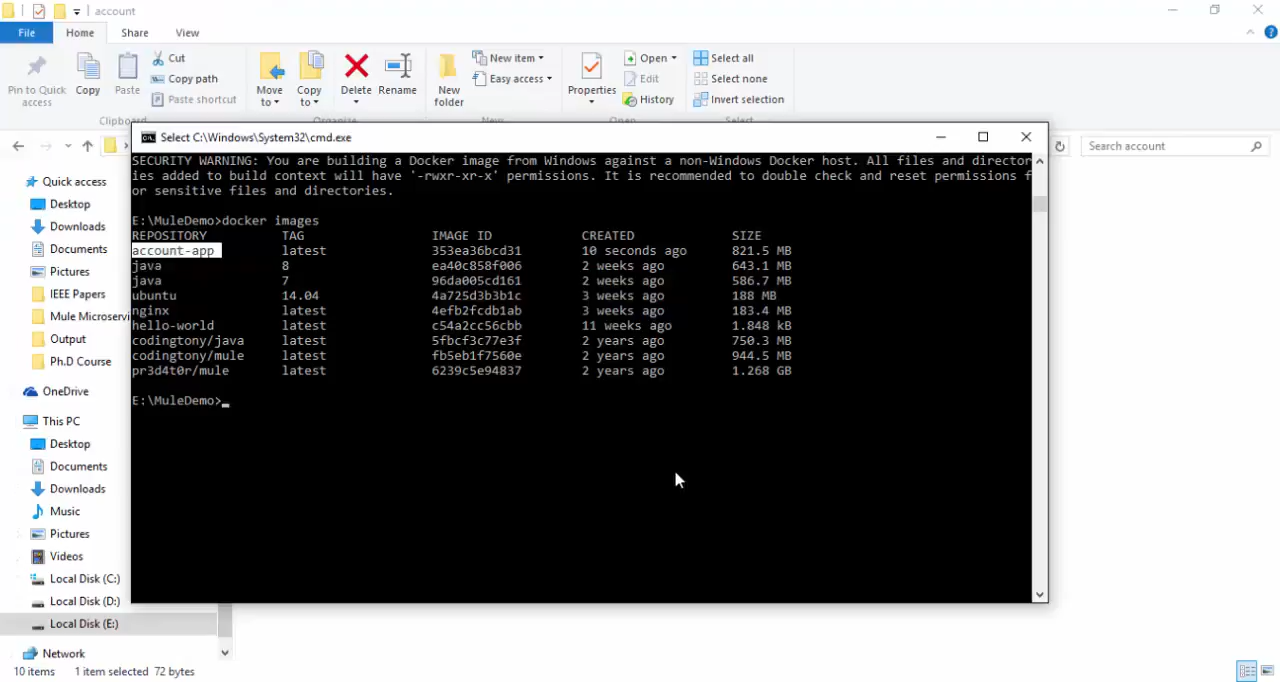 account
File Home Share View
Pin to Quick access
Copy
Paste
Cut
Copy path
Paste shortcut
Move to
Copy to
Delete
Rename
New folder
New item
Easy access
Properties
Open
Edit
History
Select all
Select none
Invert selection
Select C:\Windows\System32\cmd.exe
Search account
SECURITY WARNING: You are building a Docker image from Windows against a non-Windows Docker host. All files and director
ies added to build context will have '-rwxr-xr-x' permissions. It is recommended to double check and reset permissions f
or sensitive files and directories.
E:\MuleDemo>docker images
REPOSITORY TAG IMAGE ID CREATED SIZE
account-app latest 353ea36bcd31 10 seconds ago 821.5 MB
java 8 ea40c858f006 2 weeks ago 643.1 MB
java 7 96da005cd161 2 weeks ago 586.7 MB
ubuntu 14.04 4a725d3b3b1c 3 weeks ago 188 MB
nginx latest 4efb2fcdb1ab 3 weeks ago 183.4 MB
hello-world latest c54a2cc56cbb 11 weeks ago 1.848 kB
codingtony/java latest 5fbcf3c77e3f 2 years ago 750.3 MB
codingtony/mule latest fb5eb1f7560e 2 years ago 944.5 MB
pr3d4t0r/mule latest 6239c5e94837 2 years ago 1.268 GB
E:\MuleDemo>
Quick access
Desktop
Downloads
Documents
Pictures
IEEE Papers
Mule Microservi
Output
Ph.D Course
OneDrive
This PC
Desktop
Documents
Downloads
Music
Pictures
Videos
Local Disk (C:)
Local Disk (D:)
Local Disk (E:)
Network
10 items 1 item selected 72 bytes